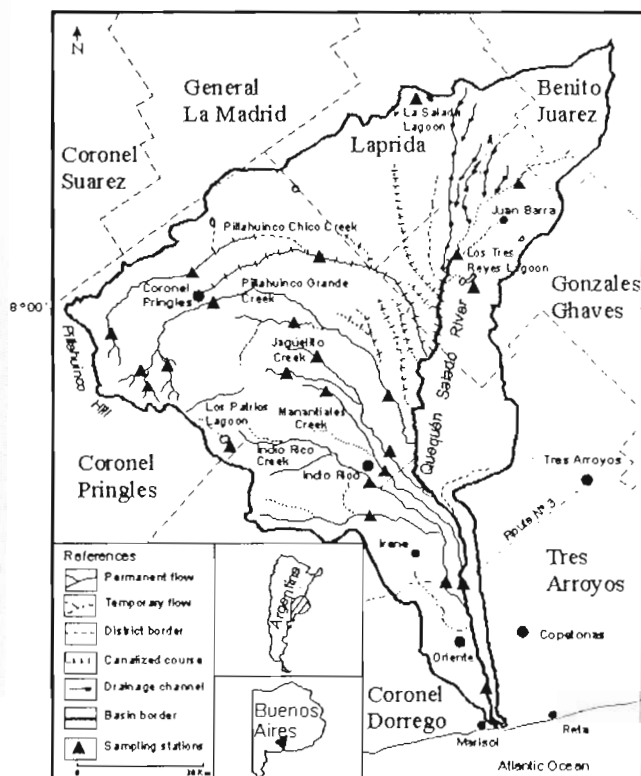 N
General
La Madrid
Benito
Juarez
La Salada
Lagoon
Laprida
Coronel
Suarez
Juan Barra
Pillahuinco Chico Creek
Los Tres
Reyes Lagoon
Coronel
Pringles
Pillahuinco Grande
Creek
Gonzales
Ghaves
8°00'
Quequén Salado River
Pillahuinco
Hill
Jaguelito
Creek
Los Patrios
Lagoon
Manantiales
Creek
Indio Rico
Creek
Indio Rico
Coronel
Pringles
Tres Arroyos
Route Nº 3
Irene
Tres
Arroyos
Copetonas
Oriente
Coronel
Dorrego
Marisol
Reta
Atlantic Ocean
References
Permanent flow
Temporary flow
District border
Canalized course
Drainage channel
Basin border
Sampling stations
0
Argentina
Buenos
Aires